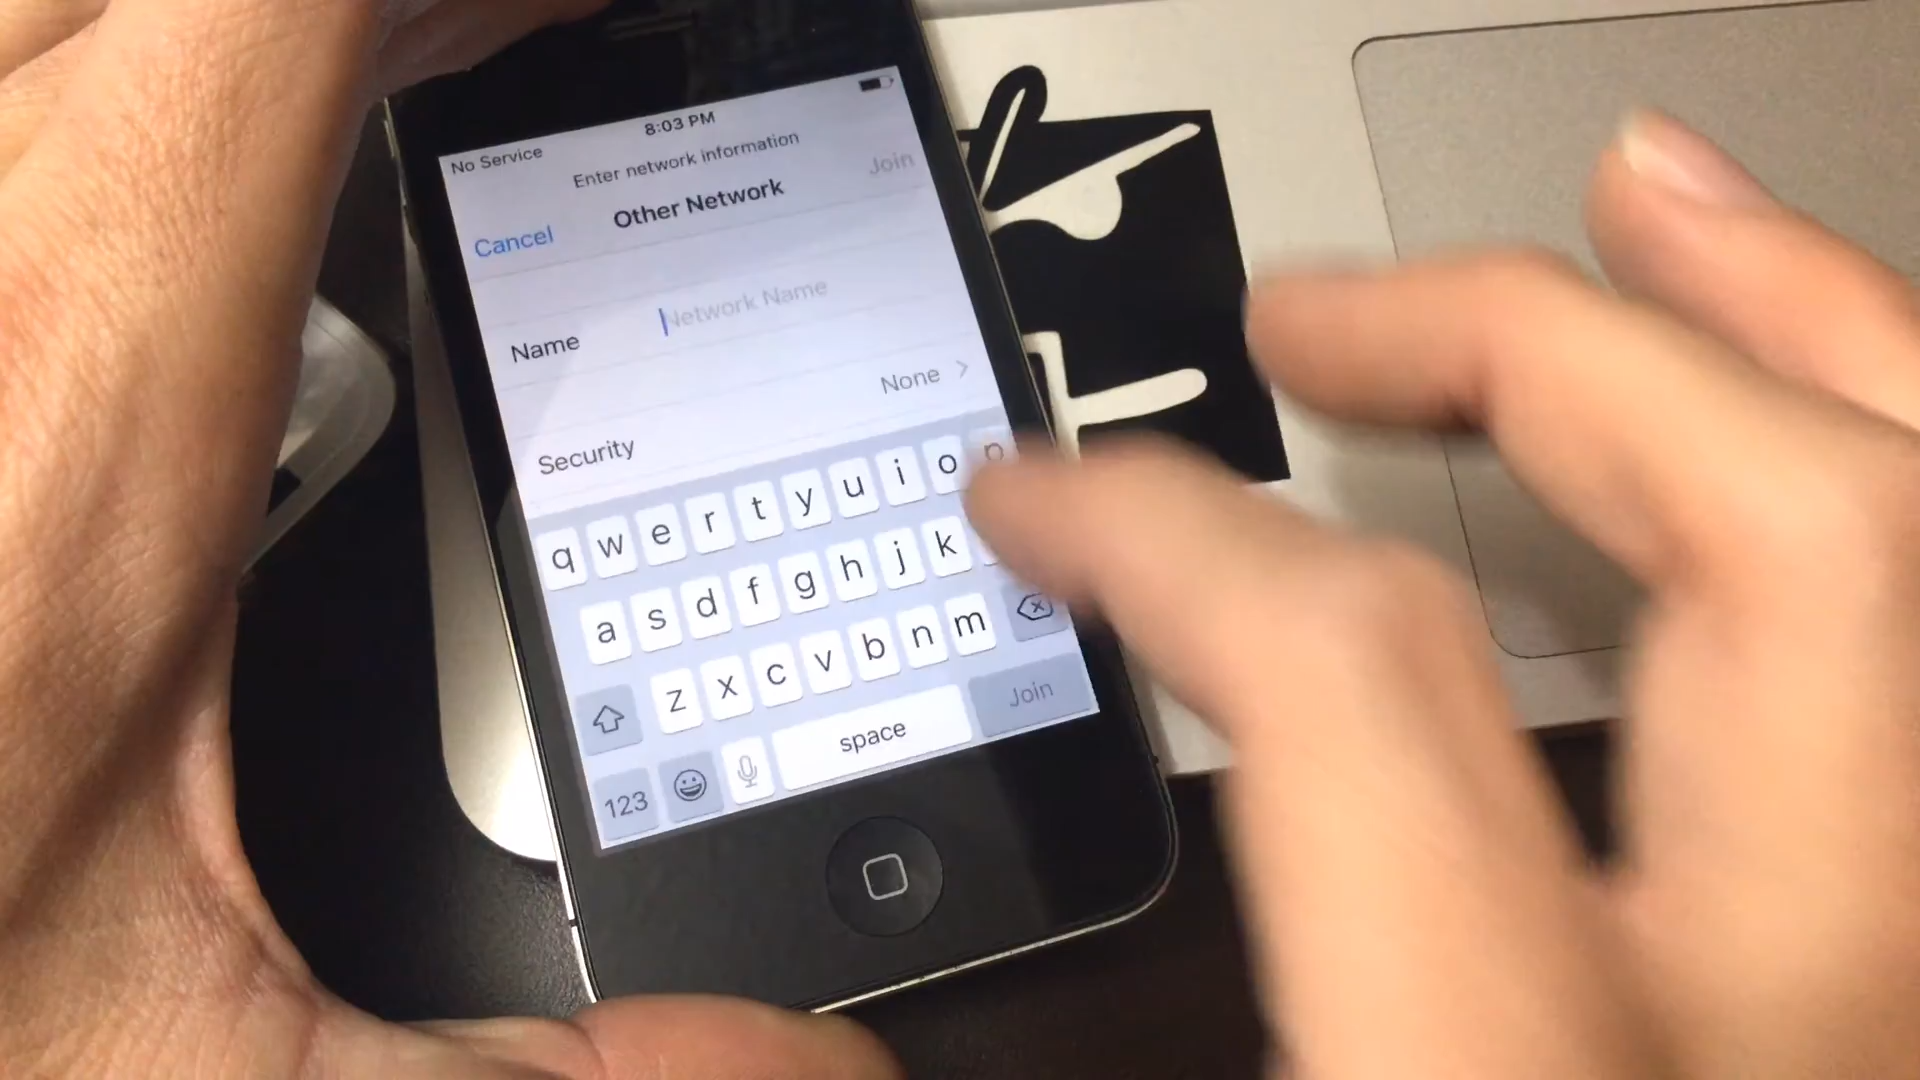 No Service 8:03 PM
Enter network information
Cancel Other Network Join
Name Network Name
Security None
q w e r t y u i o p
a s d f g h j k
z x c v b n m
123 space Join